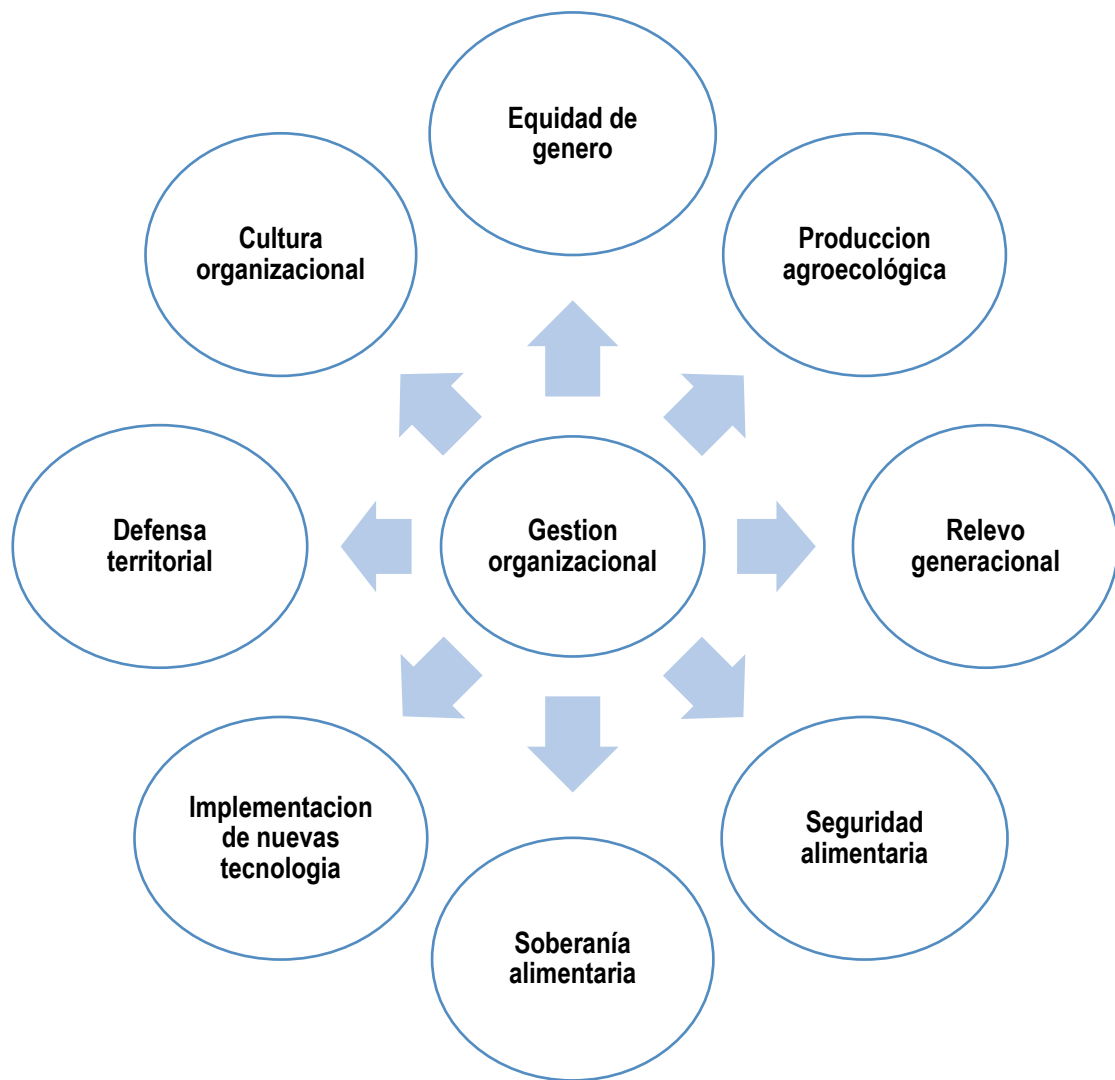 Equidad de
genero
Cultura
organizacional
Produccion
agroecológica
Defensa
territorial
Gestion
organizacional
Relevo
generacional
Implementacion
de nuevas
tecnologia
Seguridad
alimentaria
Soberanía
alimentaria